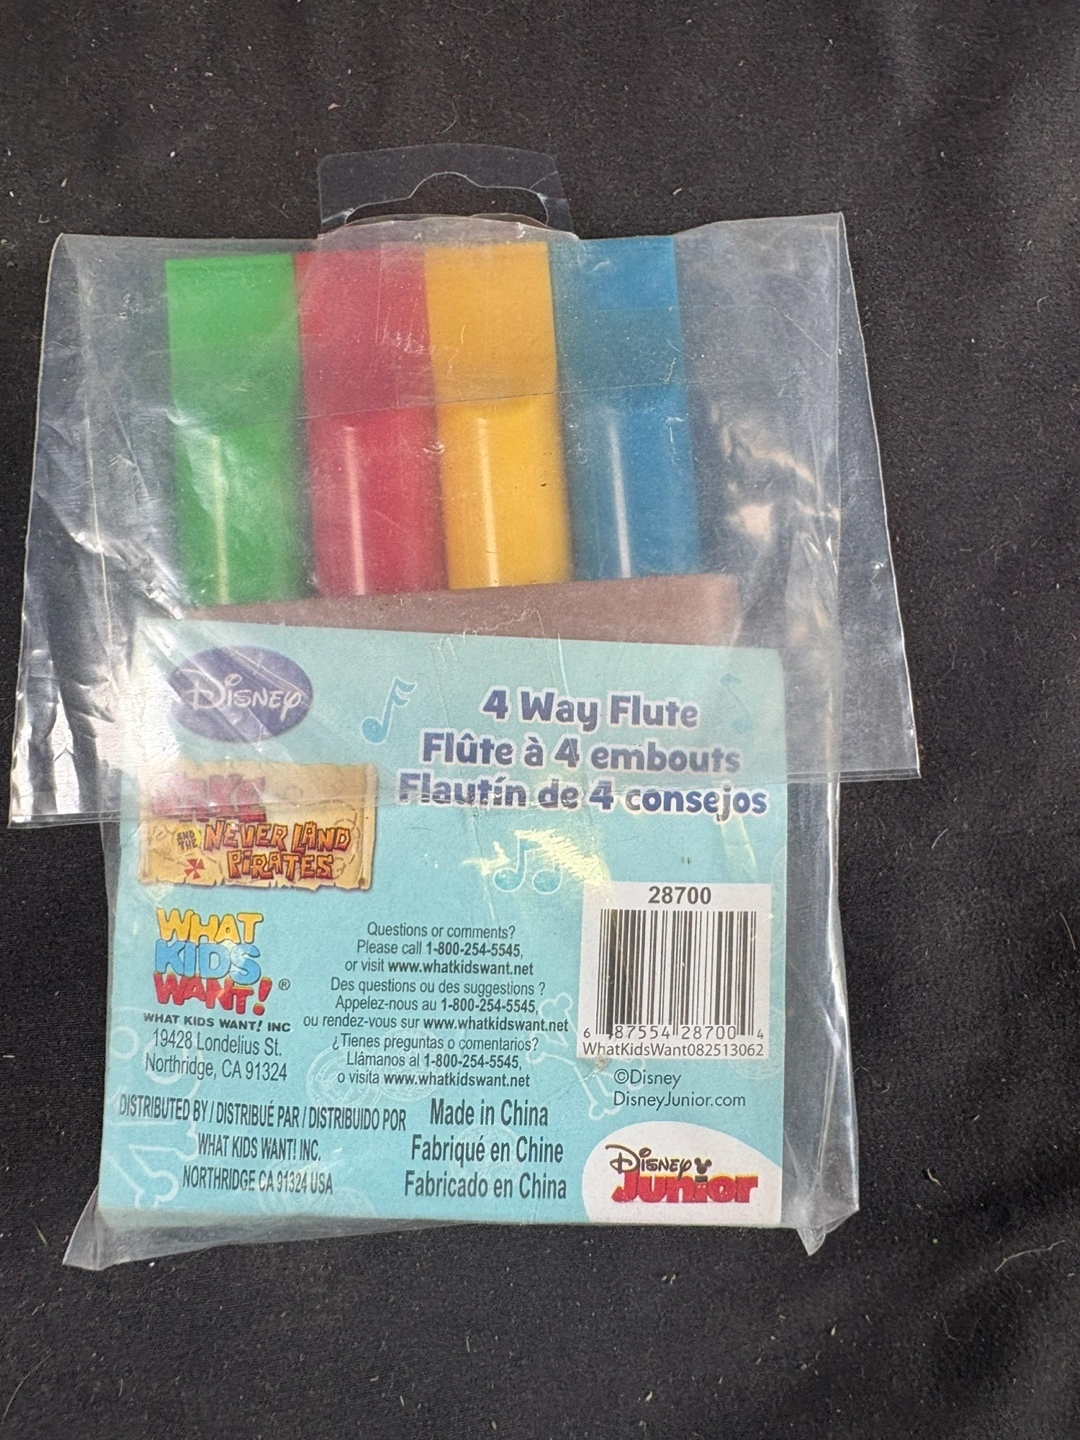 Disney
4 Way Flute
Flûte à 4 embouts
Flautín de 4 consejos
JAKE
AND THE
NEVER LAND
PIRATES
WHAT
KIDS
WANT!®
WHAT KIDS WANT! INC
19428 Londelius St.
Northridge, CA 91324
Questions or comments?
Please call 1-800-254-5545,
or visit www.whatkidswant.net
Des questions ou des suggestions ?
Appelez-nous au 1-800-254-5545,
ou rendez-vous sur www.whatkidswant.net
¿Tienes preguntas o comentarios?
Llámanos al 1-800-254-5545,
o visita www.whatkidswant.net
28700
6 87554 28700 4
WhatKidsWant082513062
©Disney
DisneyJunior.com
DISTRIBUTED BY / DISTRIBUÉ PAR / DISTRIBUIDO POR
WHAT KIDS WANT! INC.
NORTHRIDGE CA 91324 USA
Made in China
Fabriqué en Chine
Fabricado en China
Disney
Junior